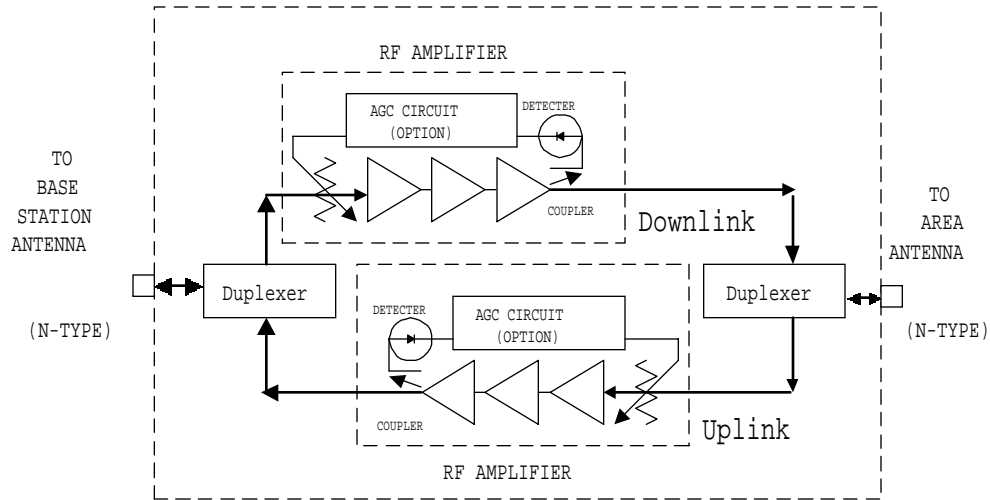 RF AMPLIFIER
AGC CIRCUIT
(OPTION)
DETECTER
COUPLER
Downlink
TO
BASE
STATION
ANTENNA
(N-TYPE)
Duplexer
Duplexer
TO
AREA
ANTENNA
(N-TYPE)
DETECTER
AGC CIRCUIT
(OPTION)
COUPLER
Uplink
RF AMPLIFIER